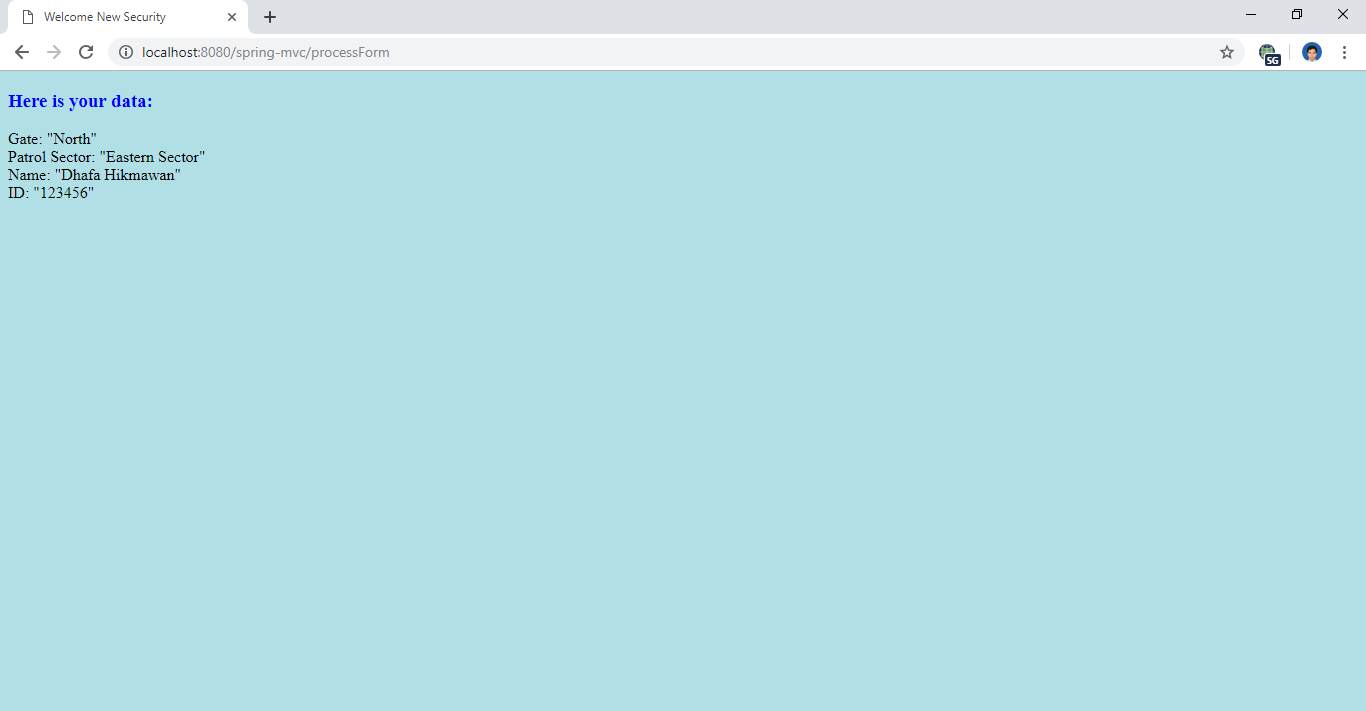 Welcome New Security
localhost:8080/spring-mvc/processForm
SG
Here is your data:
Gate: "North"
Patrol Sector: "Eastern Sector"
Name: "Dhafa Hikmawan"
ID: "123456"